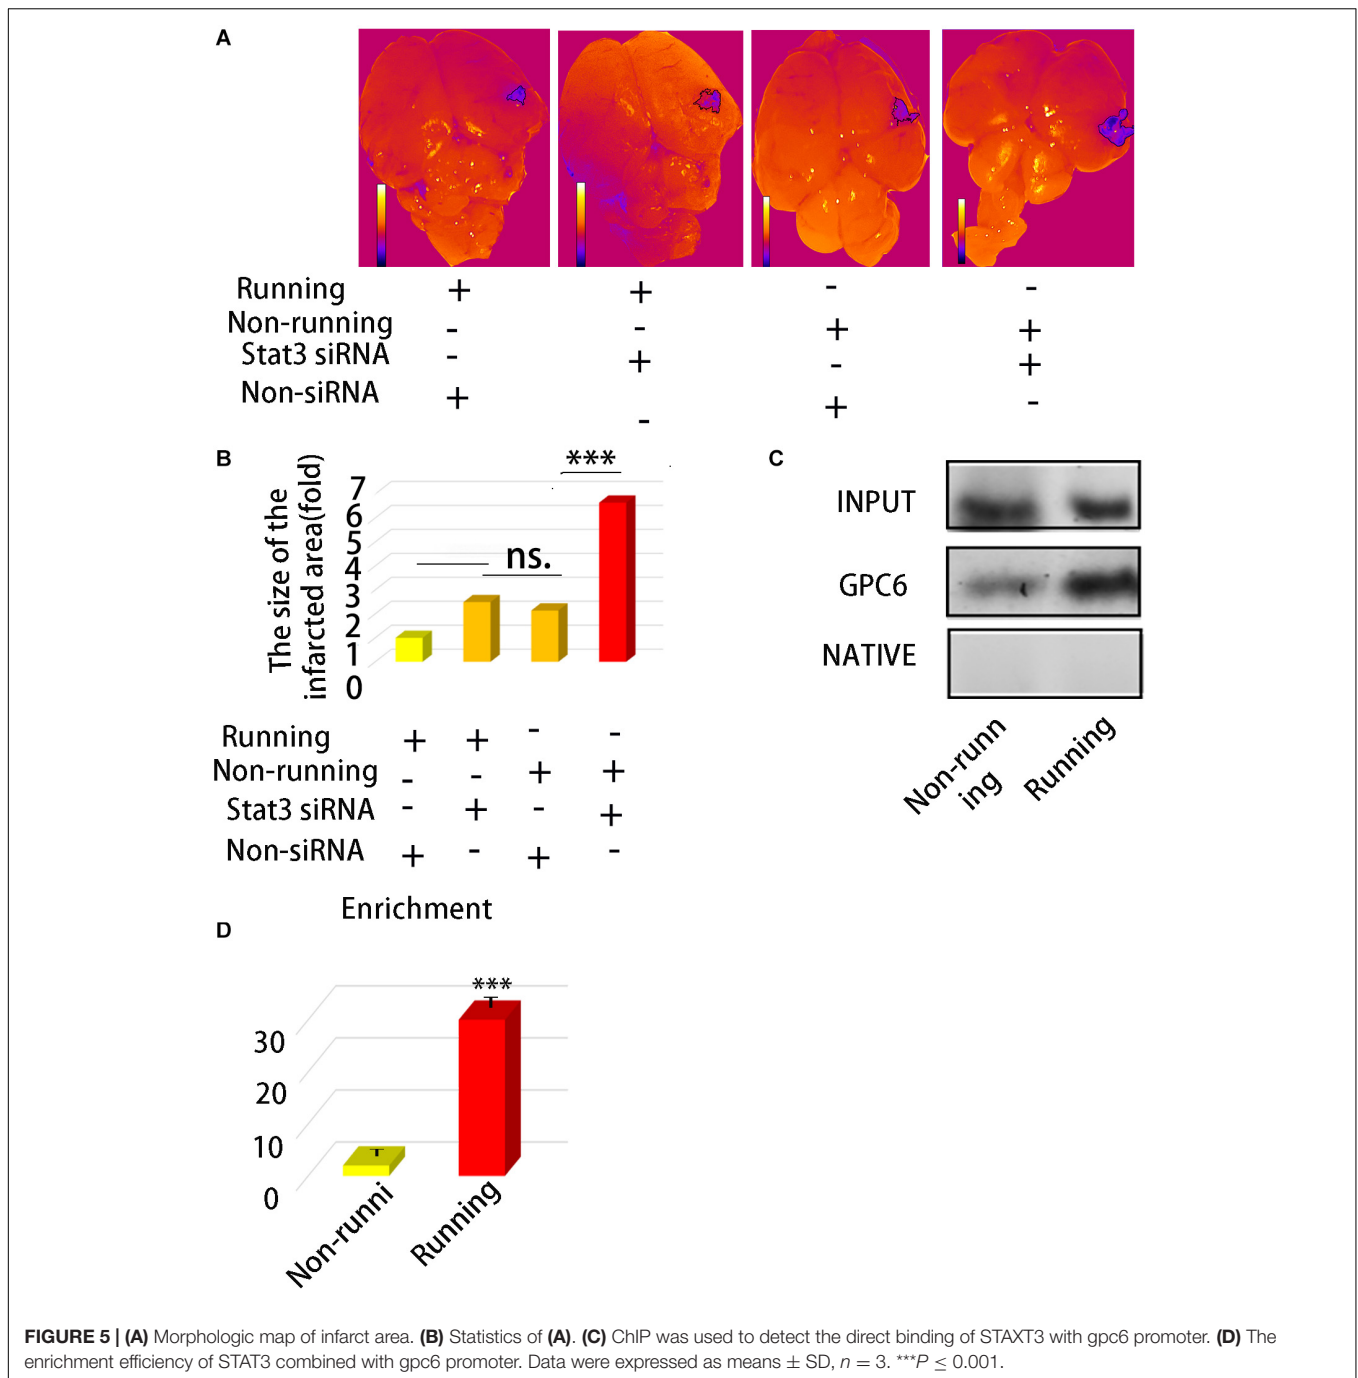 A
Running + + - -
Non-running - - + +
Stat3 siRNA - + - +
Non-siRNA + - + -
B
The size of the
infarcted area(fold)
7
6
5
4
3
2
1
0
***
ns.
Running + + - -
Non-running - - + +
Stat3 siRNA - + - +
Non-siRNA + - + -
C
INPUT
GPC6
NATIVE
Non-runn
ing
Running
Enrichment
D
***
30
20
10
0
Non-runni
Running
FIGURE 5 | (A) Morphologic map of infarct area. (B) Statistics of (A). (C) ChIP was used to detect the direct binding of STAXT3 with gpc6 promoter. (D) The
enrichment efficiency of STAT3 combined with gpc6 promoter. Data were expressed as means ± SD, n = 3. ***P ≤ 0.001.